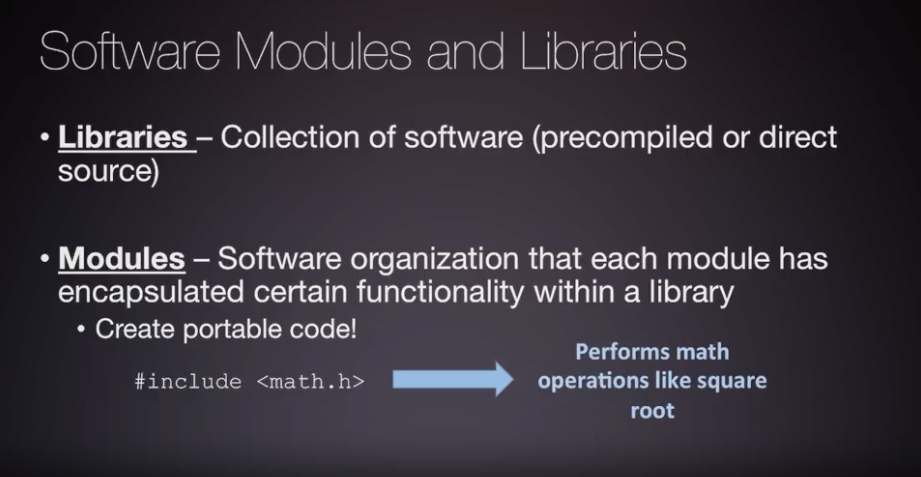 Software Modules and Libraries
• Libraries – Collection of software (precompiled or direct
source)
• Modules – Software organization that each module has
encapsulated certain functionality within a library
• Create portable code!
#include <math.h>
Performs math
operations like square
root